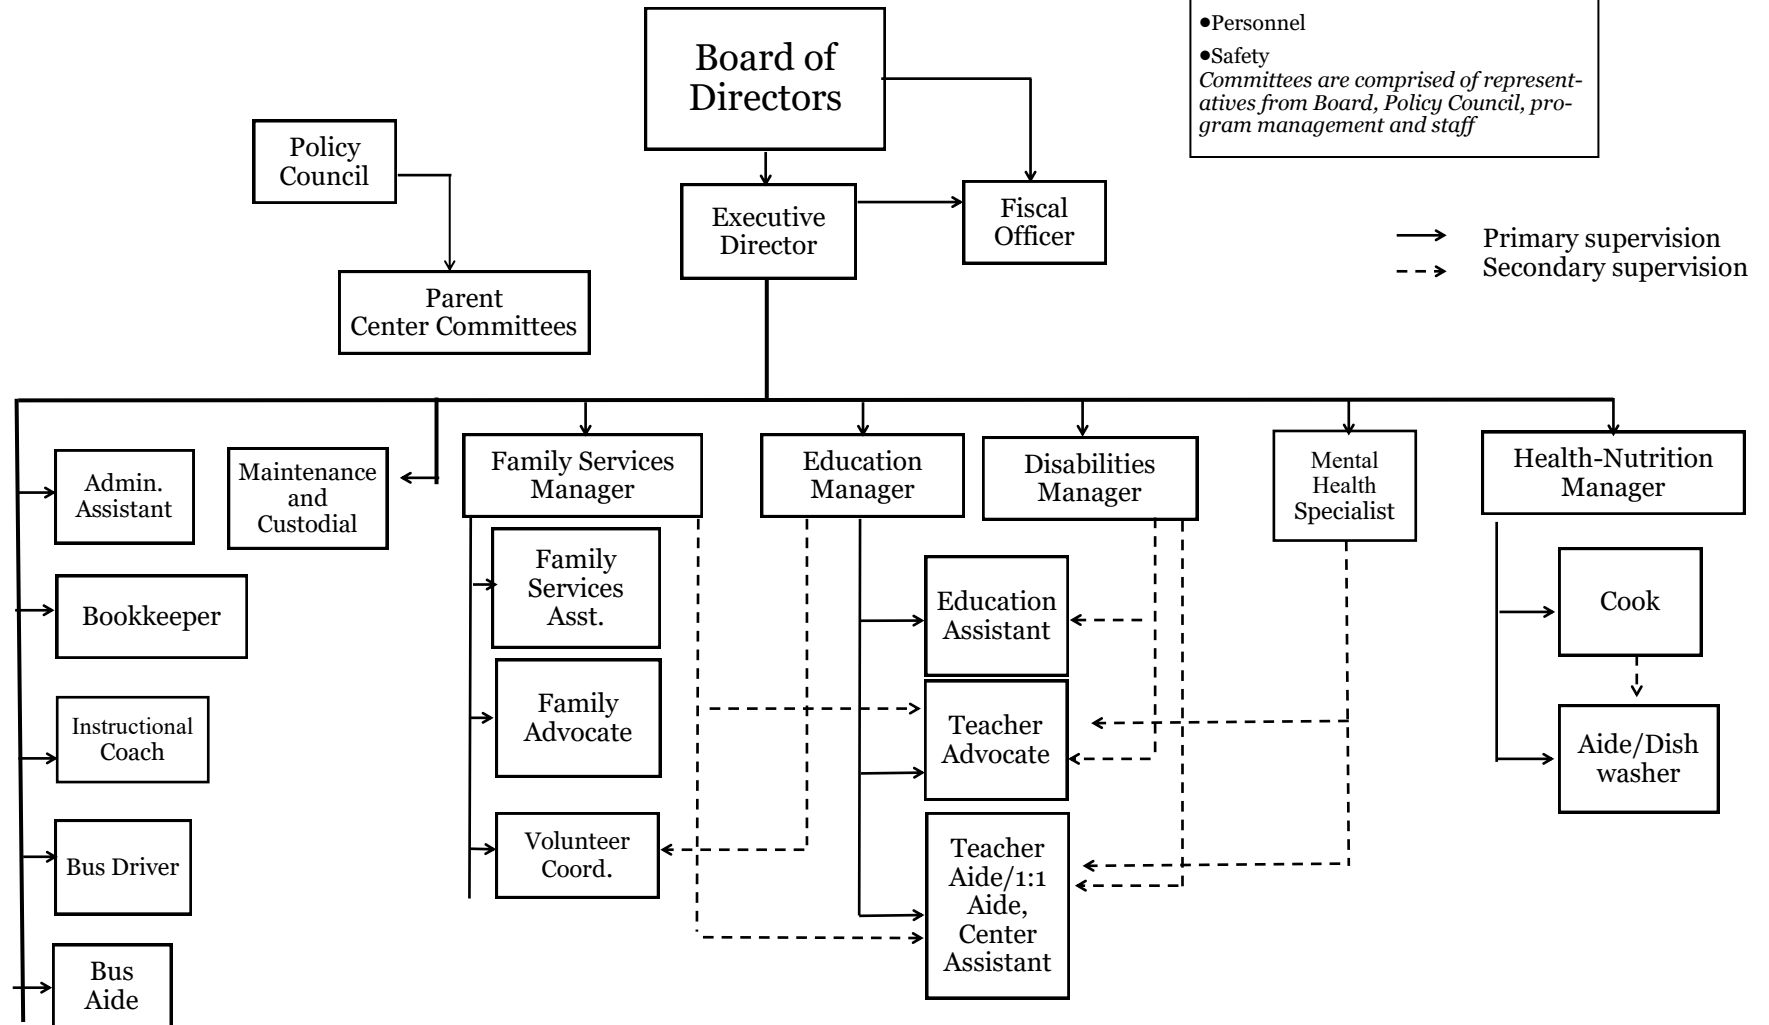 ●Personnel
●Safety
Committees are comprised of represent-
atives from Board, Policy Council, pro-
gram management and staff
Board of
Directors
Policy
Council
Executive
Director
Fiscal
Officer
Primary supervision
Secondary supervision
Parent
Center Committees
Admin.
Assistant
Maintenance
and
Custodial
Family Services
Manager
Education
Manager
Disabilities
Manager
Mental
Health
Specialist
Health-Nutrition
Manager
Bookkeeper
Family
Services
Asst.
Education
Assistant
Cook
Instructional
Coach
Family
Advocate
Teacher
Advocate
Aide/Dish
washer
Bus Driver
Volunteer
Coord.
Teacher
Aide/1:1
Aide,
Center
Assistant
Bus
Aide